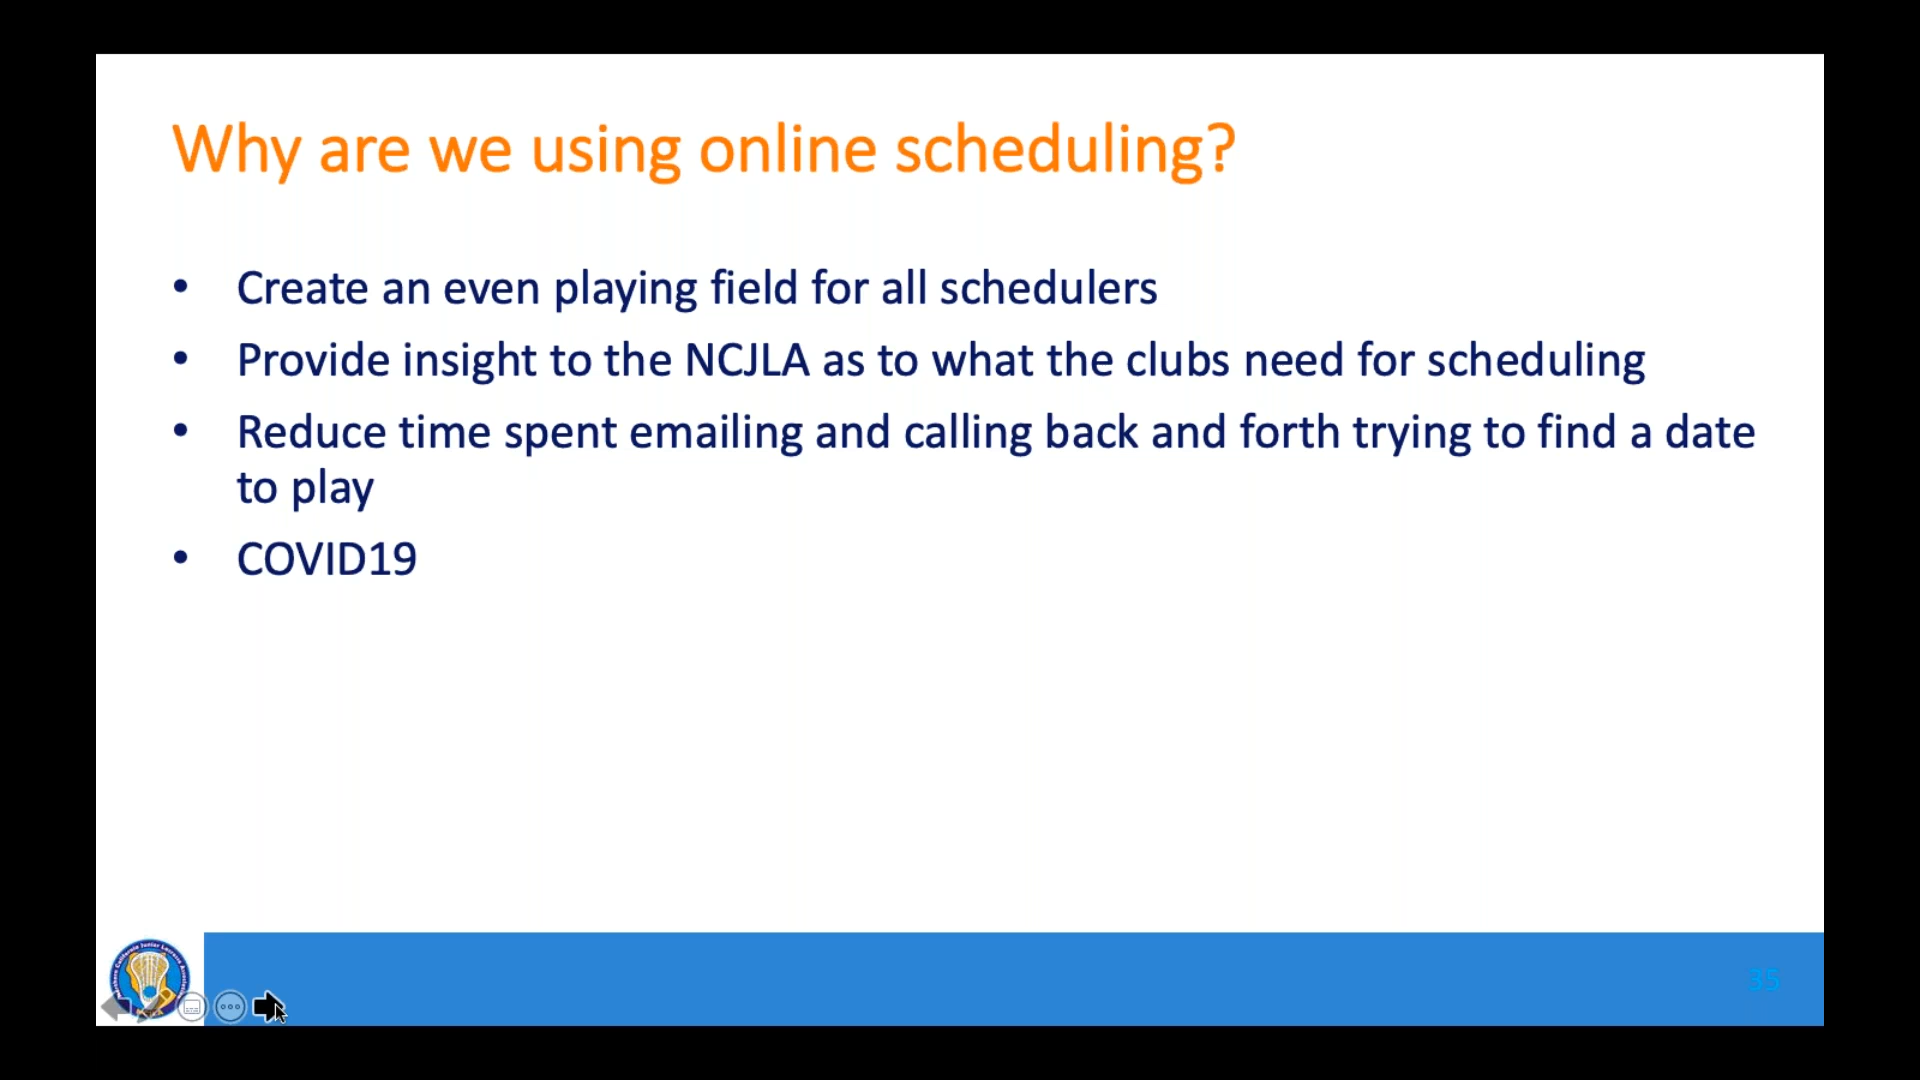 Why are we using online scheduling?
• Create an even playing field for all schedulers
• Provide insight to the NCJLA as to what the clubs need for scheduling
• Reduce time spent emailing and calling back and forth trying to find a date
to play
• COVID19
35